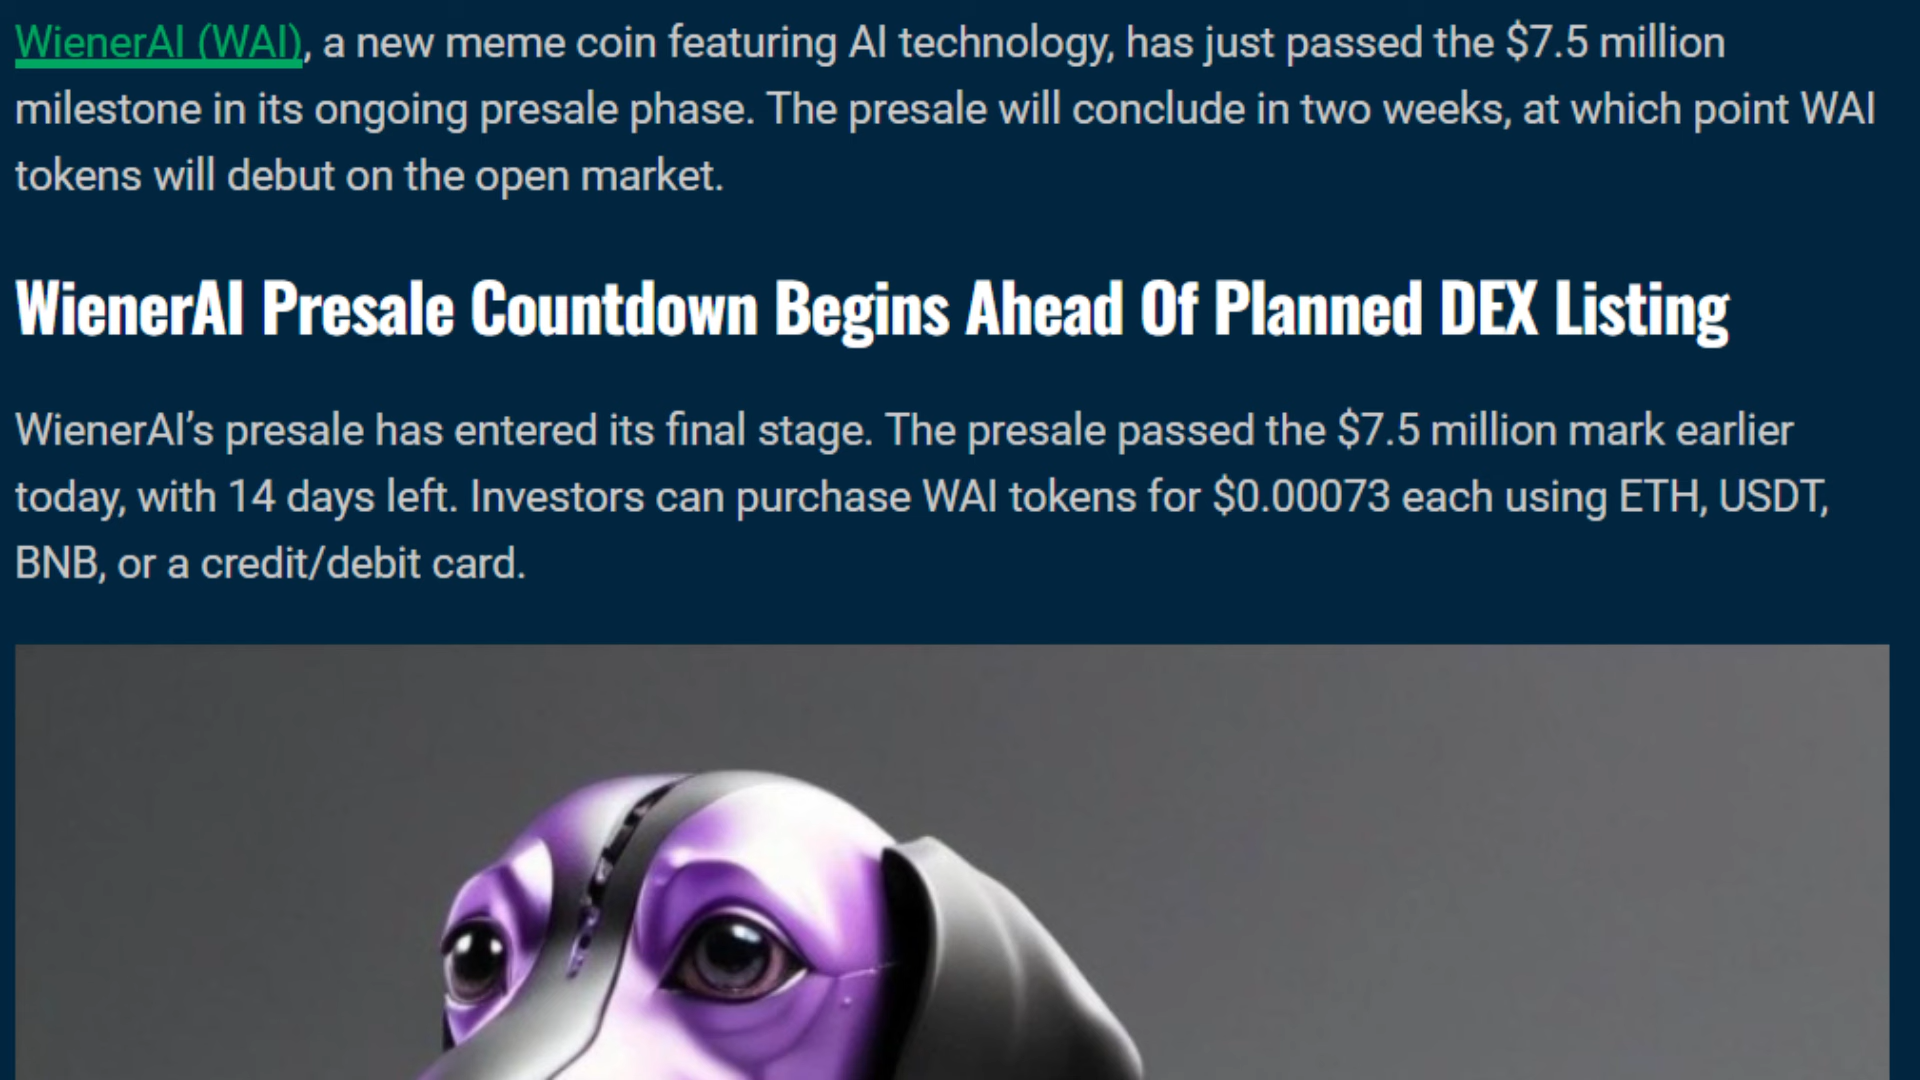 WienerAI (WAI), a new meme coin featuring AI technology, has just passed the $7.5 million
milestone in its ongoing presale phase. The presale will conclude in two weeks, at which point WAI
tokens will debut on the open market.
WienerAI Presale Countdown Begins Ahead Of Planned DEX Listing
WienerAI’s presale has entered its final stage. The presale passed the $7.5 million mark earlier
today, with 14 days left. Investors can purchase WAI tokens for $0.00073 each using ETH, USDT,
BNB, or a credit/debit card.